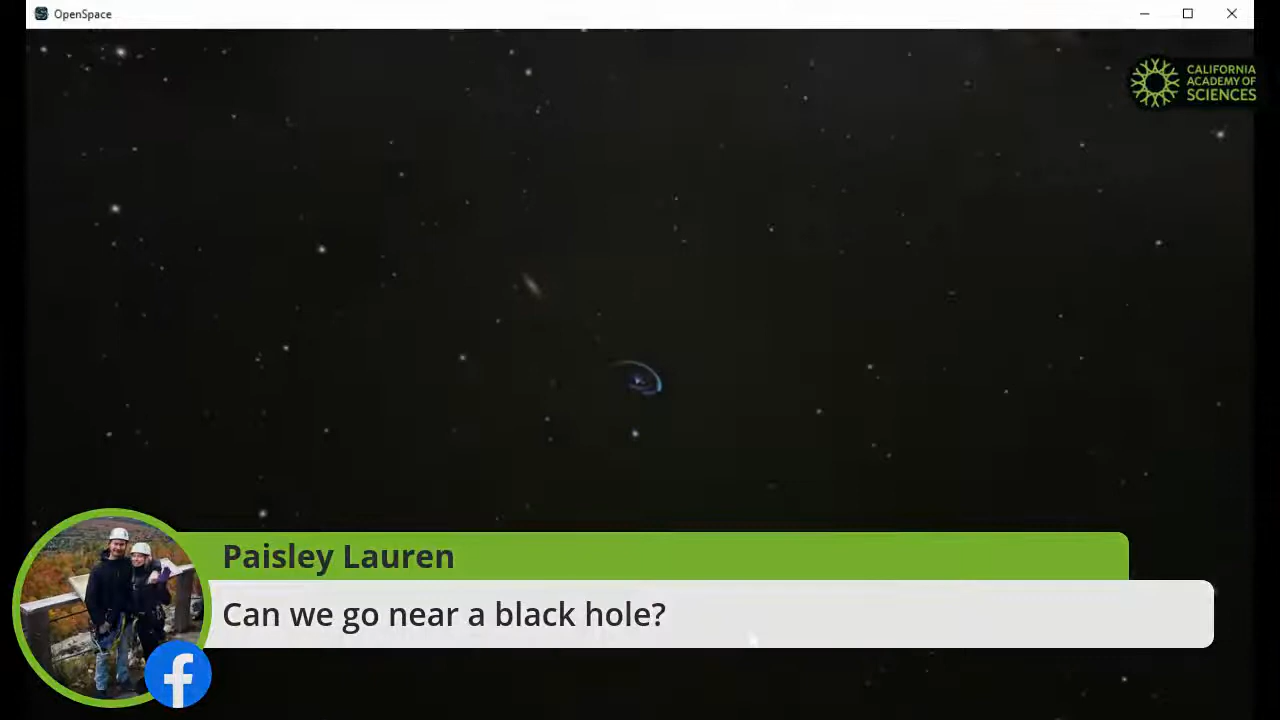 OpenSpace
CALIFORNIA
ACADEMY OF
SCIENCES
Paisley Lauren
Can we go near a black hole?